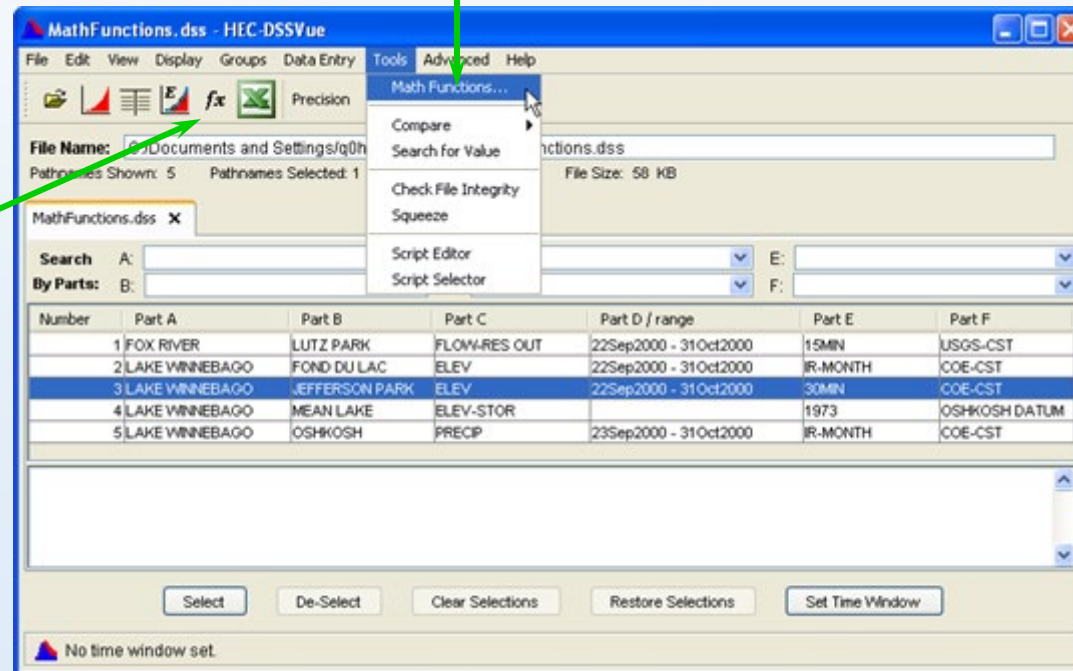 MathFunctions.dss - HEC-DSSVue
File Edit View Display Groups Data Entry Tools Advanced Help
fx Precision
Math Functions...
Compare
Search for Value
Check File Integrity
Squeeze
Script Editor
Script Selector
File Name: C:/Documents and Settings/q0h ctions.dss
Pathnames Shown: 5 Pathnames Selected: 1 File Size: 58 KB
MathFunctions.dss
Search A: E:
By Parts: B: F:
Number Part A Part B Part C Part D / range Part E Part F
1 FOX RIVER LUTZ PARK FLOW-RES OUT 22Sep2000 - 31Oct2000 15MIN USGS-CST
2 LAKE WINNEBAGO FOND DU LAC ELEV 22Sep2000 - 31Oct2000 IR-MONTH COE-CST
3 LAKE WINNEBAGO JEFFERSON PARK ELEV 22Sep2000 - 31Oct2000 30MIN COE-CST
4 LAKE WINNEBAGO MEAN LAKE ELEV-STOR 1973 OSHKOSH DATUM
5 LAKE WINNEBAGO OSHKOSH PRECIP 23Sep2000 - 31Oct2000 IR-MONTH COE-CST
Select De-Select Clear Selections Restore Selections Set Time Window
No time window set.